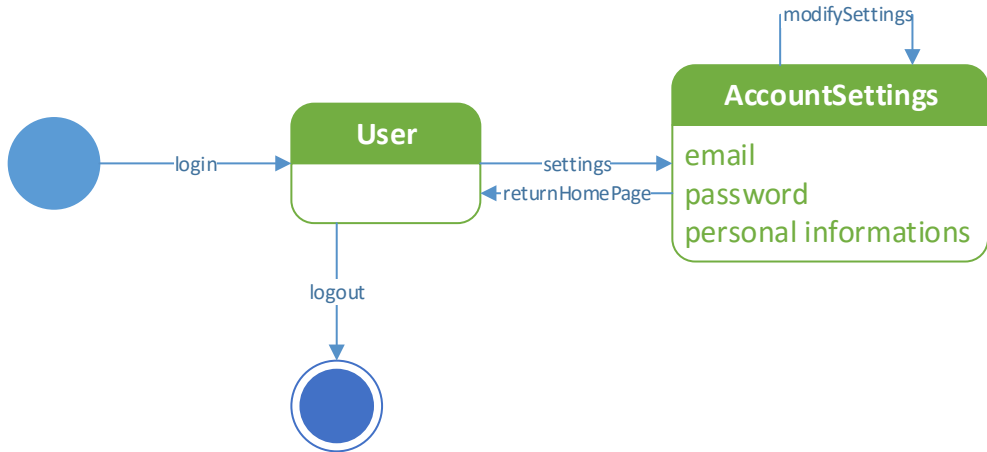 modifySettings
AccountSettings
User
email
login
settings
password
returnHomePage
personal informations
logout